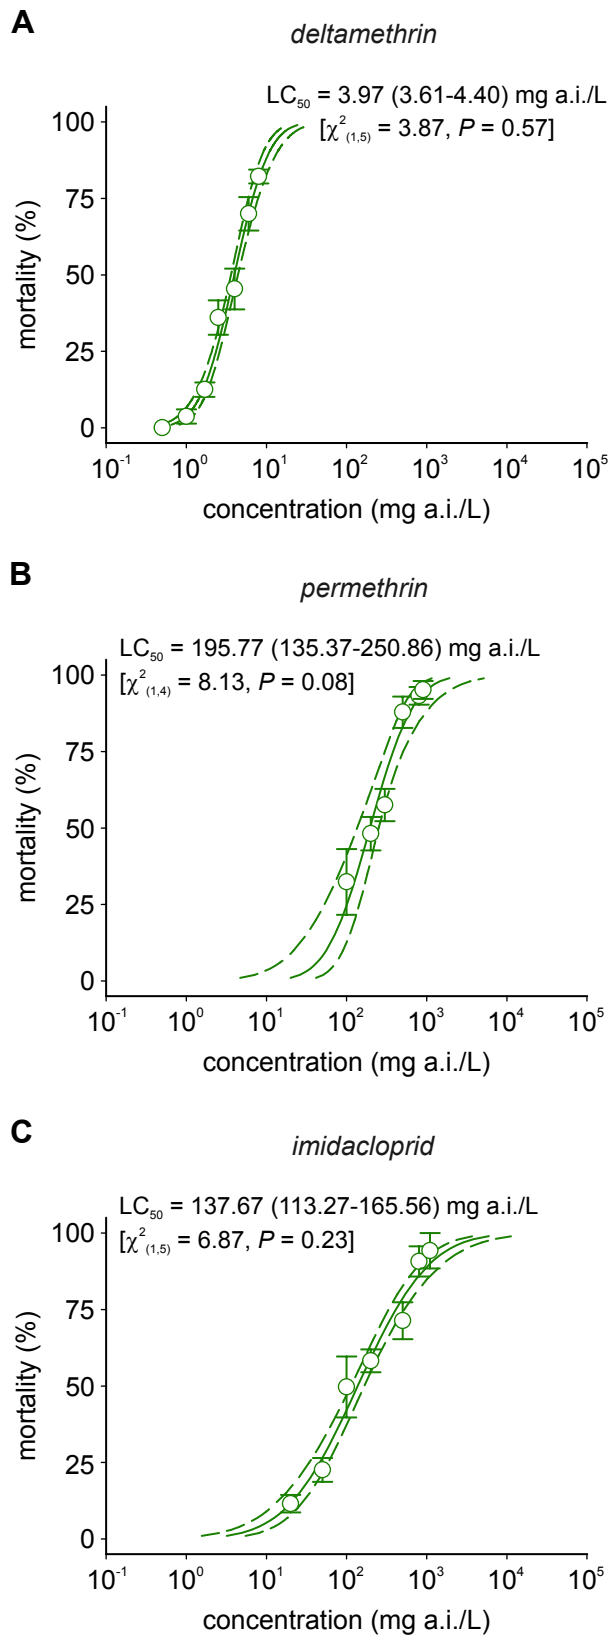 A
deltamethrin
LC₅₀ = 3.97 (3.61-4.40) mg a.i./L
[χ²₍₁,₅₎ = 3.87, P = 0.57]
100
75
50
25
0
mortality (%)
10⁻¹ 10⁰ 10¹ 10² 10³ 10⁴ 10⁵
concentration (mg a.i./L)
B
permethrin
LC₅₀ = 195.77 (135.37-250.86) mg a.i./L
[χ²₍₁,₄₎ = 8.13, P = 0.08]
100
75
50
25
0
mortality (%)
10⁻¹ 10⁰ 10¹ 10² 10³ 10⁴ 10⁵
concentration (mg a.i./L)
C
imidacloprid
LC₅₀ = 137.67 (113.27-165.56) mg a.i./L
[χ²₍₁,₅₎ = 6.87, P = 0.23]
100
75
50
25
0
mortality (%)
10⁻¹ 10⁰ 10¹ 10² 10³ 10⁴ 10⁵
concentration (mg a.i./L)